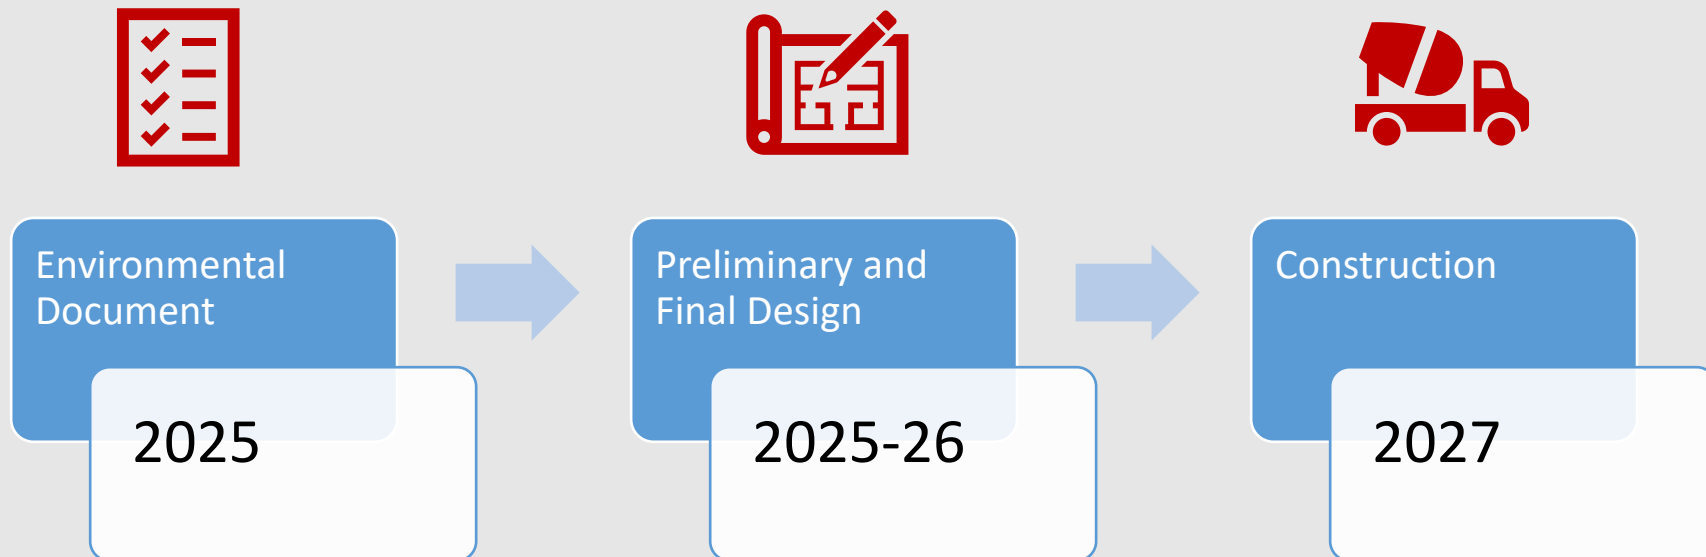 Environmental
Document
2025
Preliminary and
Final Design
2025-26
Construction
2027